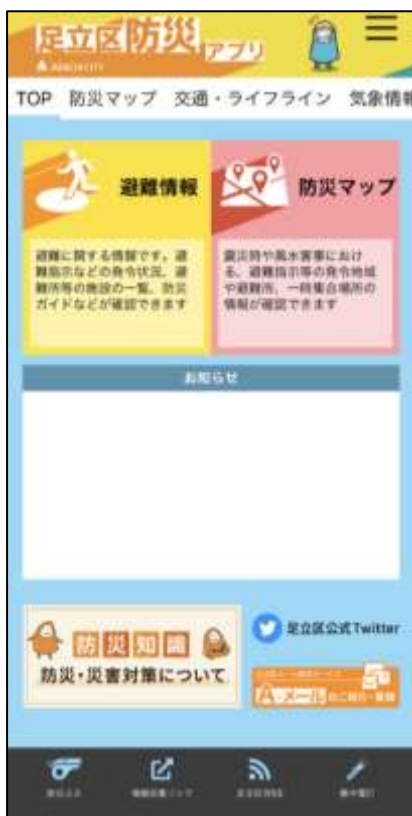 足立区防災アプリ
ADACHI CITY
TOP 防災マップ 交通・ライフライン 気象情報
避難情報
避難に関する情報です。避
難指示などの発令状況、避
難所等の施設の一覧、防災
ガイドなどが確認できます
防災マップ
震災時や風水害事におけ
る、避難指示等の発令地域
や避難所、一時集合場所の
情報が確認できます
お知らせ
防災知識
防災・災害対策について
足立区公式Twitter
A-メール